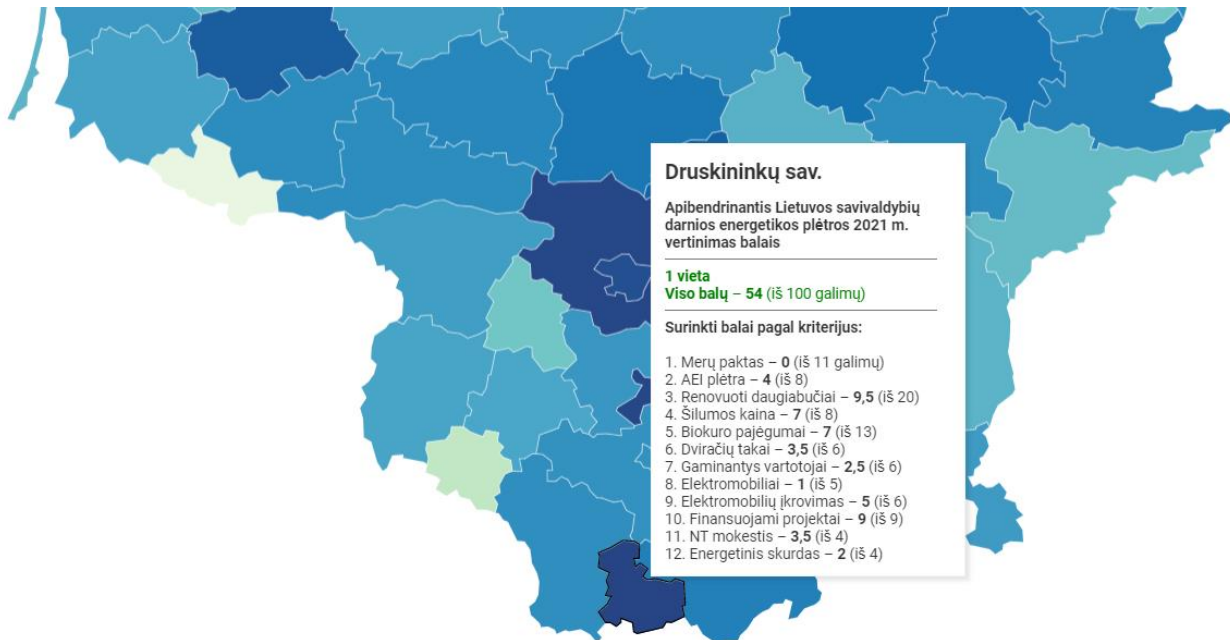 Druskininkų sav.
Apibendrinantis Lietuvos savivaldybių
darnios energetikos plėtros 2021 m.
vertinimas balais
1 vieta
Viso balų – 54 (iš 100 galimų)
Surinkti balai pagal kriterijus:
1. Merų paktas – 0 (iš 11 galimų)
2. AEI plėtra – 4 (iš 8)
3. Renovuoti daugiabučiai – 9,5 (iš 20)
4. Šilumos kaina – 7 (iš 8)
5. Biokuro pajėgumai – 7 (iš 13)
6. Dviračių takai – 3,5 (iš 6)
7. Gaminantys vartotojai – 2,5 (iš 6)
8. Elektromobiliai – 1 (iš 5)
9. Elektromobilių įkrovimas – 5 (iš 6)
10. Finansuojami projektai – 9 (iš 9)
11. NT mokestis – 3,5 (iš 4)
12. Energetinis skurdas – 2 (iš 4)